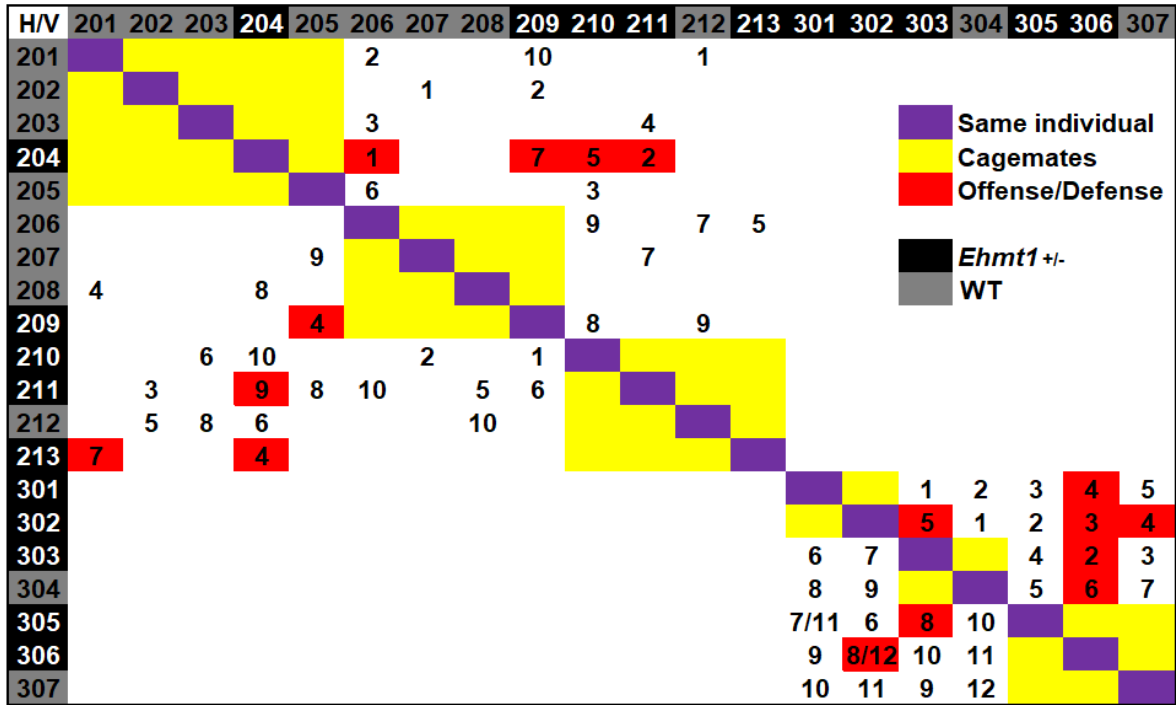 H/V 201 202 203 204 205 206 207 208 209 210 211 212 213 301 302 303 304 305 306 307
201 2 10 1
202 1 2
203 3 4
204 1 7 5 2
205 6 3
206 9 7 5
207 9 7
208 4 8
209 4 8 9
210 6 10 2 1
211 3 9 8 10 5 6
212 5 8 6 10
213 7 4
301 1 2 3 4 5
302 5 1 2 3 4
303 6 7 4 2 3
304 8 9 5 6 7
305 7/11 6 8 10
306 9 8/12 10 11
307 10 11 9 12
Same individual
Cagemates
Offense/Defense
Ehmt1 +/-
WT